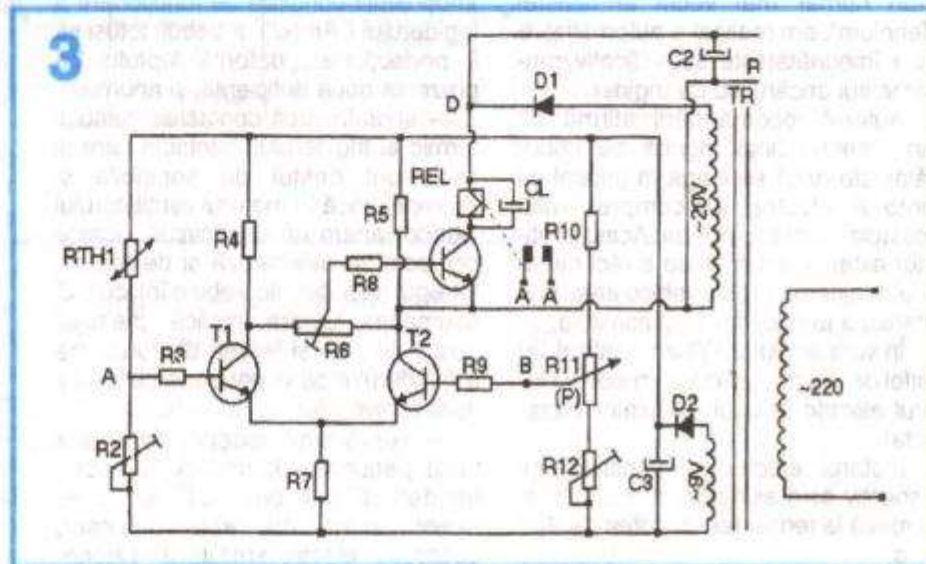 3
C2
R
TR
D1
D
~20V
REL
CL
R5
R10
RTH1
R4
R8
A
A
R6
T1
T2
R3
R9
B
R11
(P)
A
D2
~220
R2
R7
R12
C3